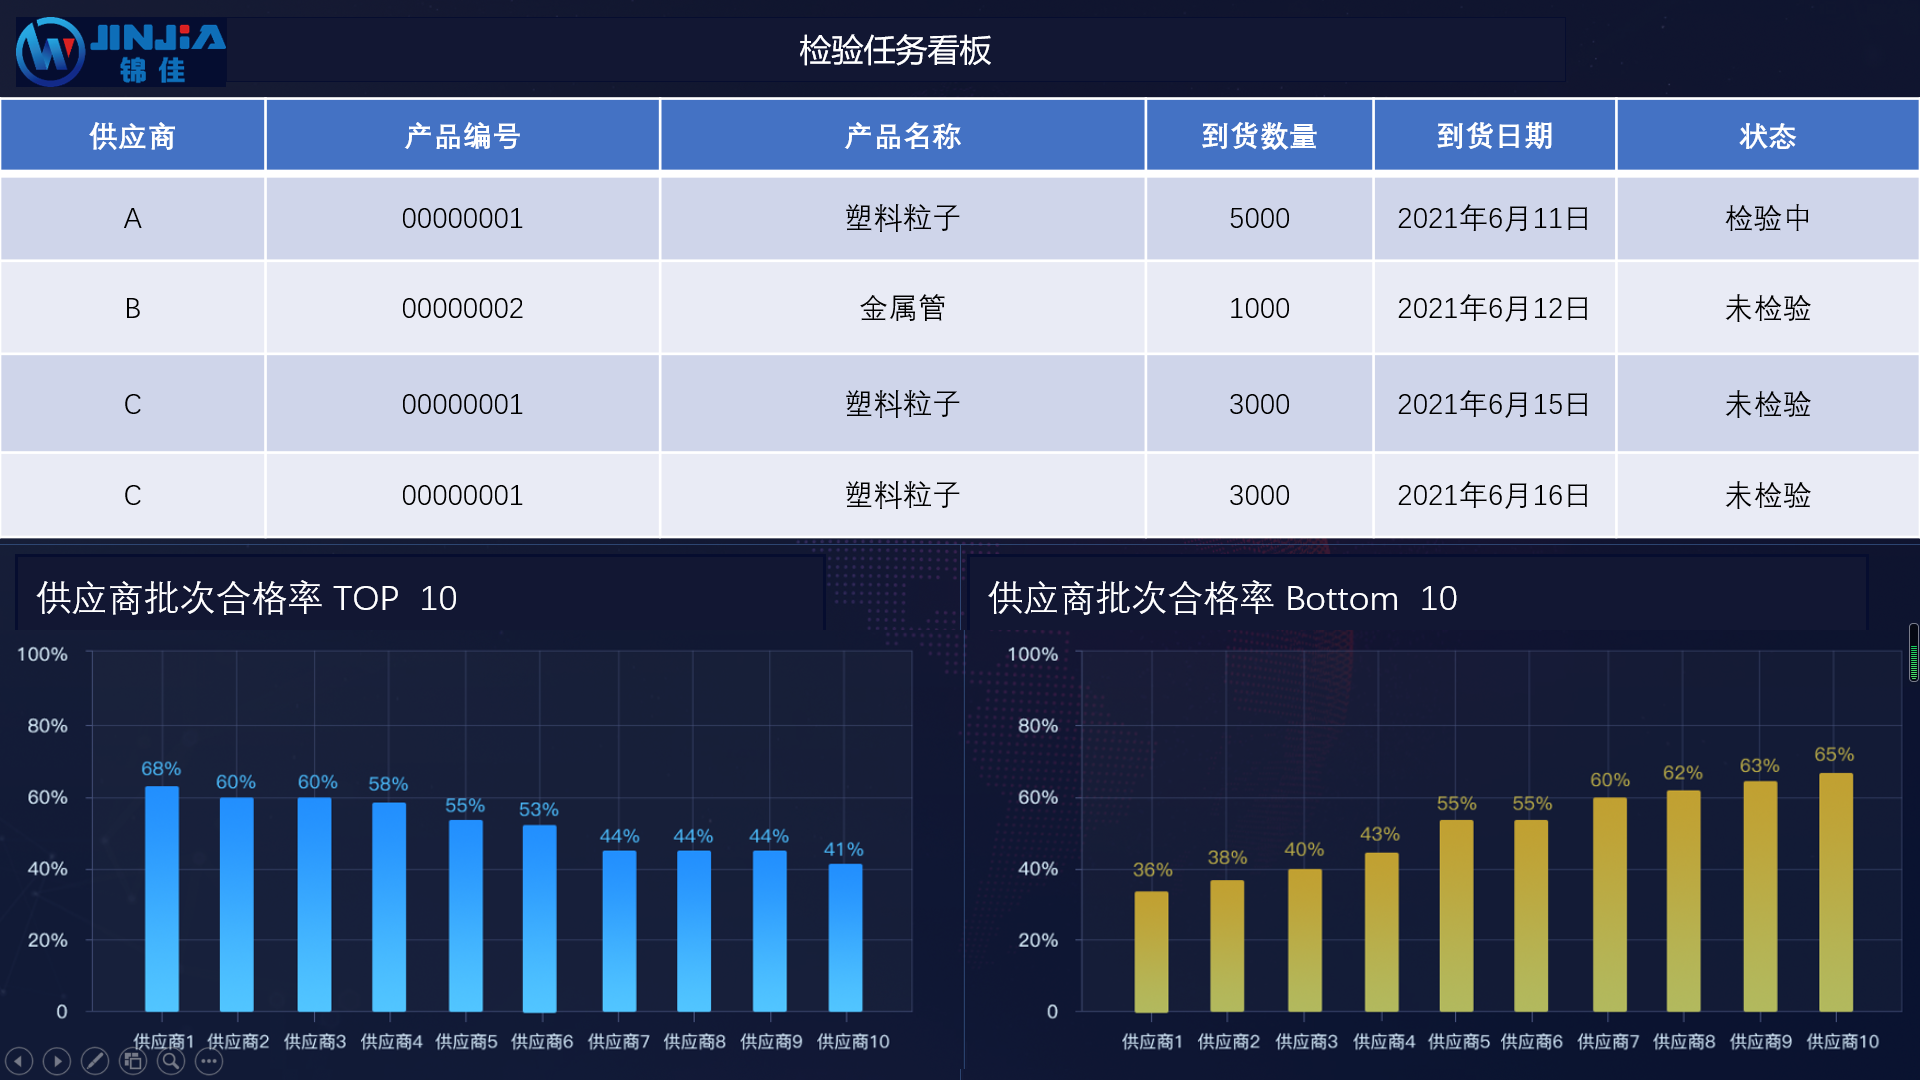 JINJIA
锦佳
检验任务看板
供应商 产品编号 产品名称 到货数量 到货日期 状态
A 00000001 塑料粒子 5000 2021年6月11日 检验中
B 00000002 金属管 1000 2021年6月12日 未检验
C 00000001 塑料粒子 3000 2021年6月15日 未检验
C 00000001 塑料粒子 3000 2021年6月16日 未检验
供应商批次合格率 TOP 10
100%
80%
60%
40%
20%
0
68% 60% 60% 58% 55% 53% 44% 44% 44% 41%
供应商1 供应商2 供应商3 供应商4 供应商5 供应商6 供应商7 供应商8 供应商9 供应商10
供应商批次合格率 Bottom 10
100%
80%
60%
40%
20%
0
36% 38% 40% 43% 55% 55% 60% 62% 63% 65%
供应商1 供应商2 供应商3 供应商4 供应商5 供应商6 供应商7 供应商8 供应商9 供应商10